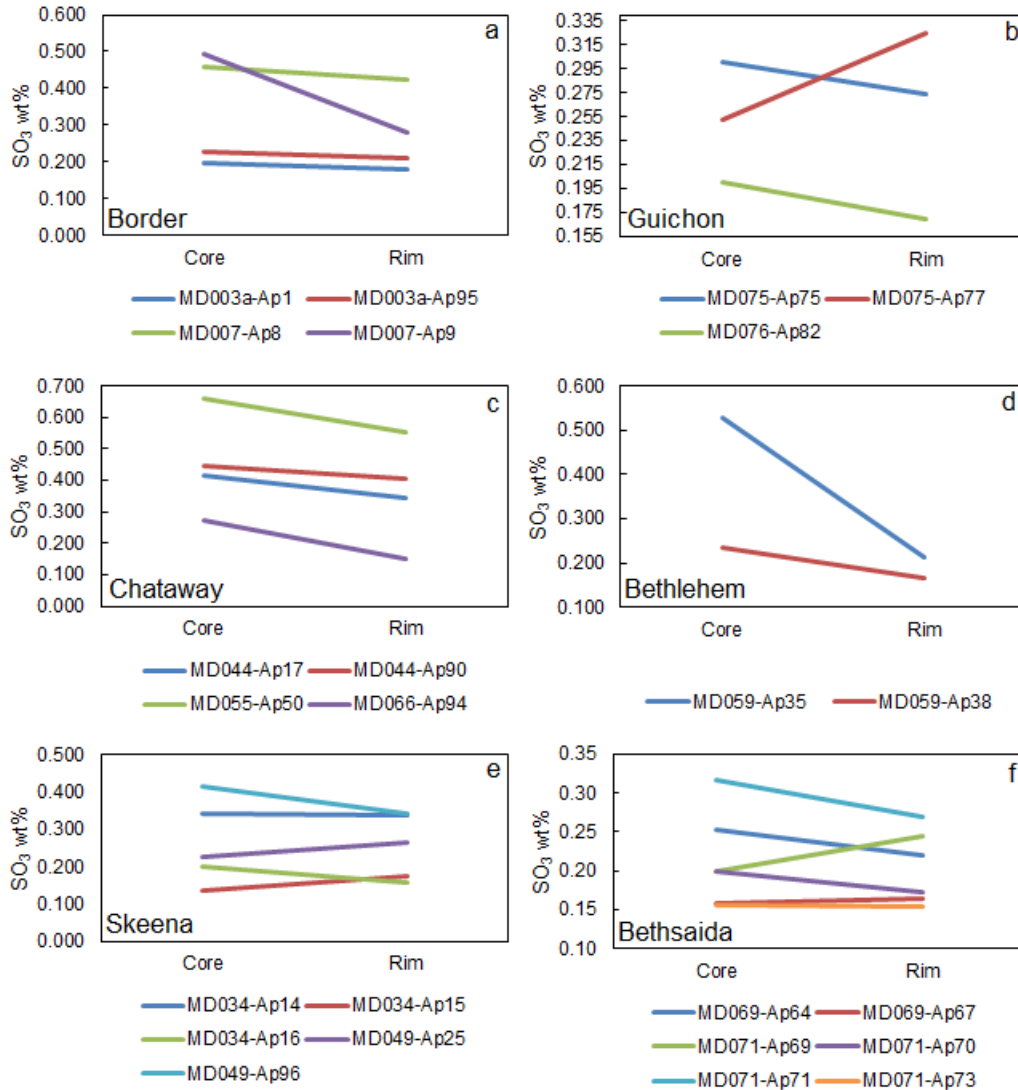 a
0.600
0.500
0.400
0.300
0.200
0.100
0.000
SO3 wt%
Border
Core Rim
MD003a-Ap1 MD003a-Ap95
MD007-Ap8 MD007-Ap9
b
0.335
0.315
0.295
0.275
0.255
0.235
0.215
0.195
0.175
0.155
SO3 wt%
Guichon
Core Rim
MD075-Ap75 MD075-Ap77
MD076-Ap82
c
0.700
0.600
0.500
0.400
0.300
0.200
0.100
0.000
SO3 wt%
Chataway
Core Rim
MD044-Ap17 MD044-Ap90
MD055-Ap50 MD066-Ap94
d
0.600
0.500
0.400
0.300
0.200
0.100
SO3 wt%
Bethlehem
Core Rim
MD059-Ap35 MD059-Ap38
e
0.500
0.400
0.300
0.200
0.100
0.000
SO3 wt%
Skeena
Core Rim
MD034-Ap14 MD034-Ap15
MD034-Ap16 MD049-Ap25
MD049-Ap96
f
0.35
0.30
0.25
0.20
0.15
0.10
SO3 wt%
Bethsaida
Core Rim
MD069-Ap64 MD069-Ap67
MD071-Ap69 MD071-Ap70
MD071-Ap71 MD071-Ap73